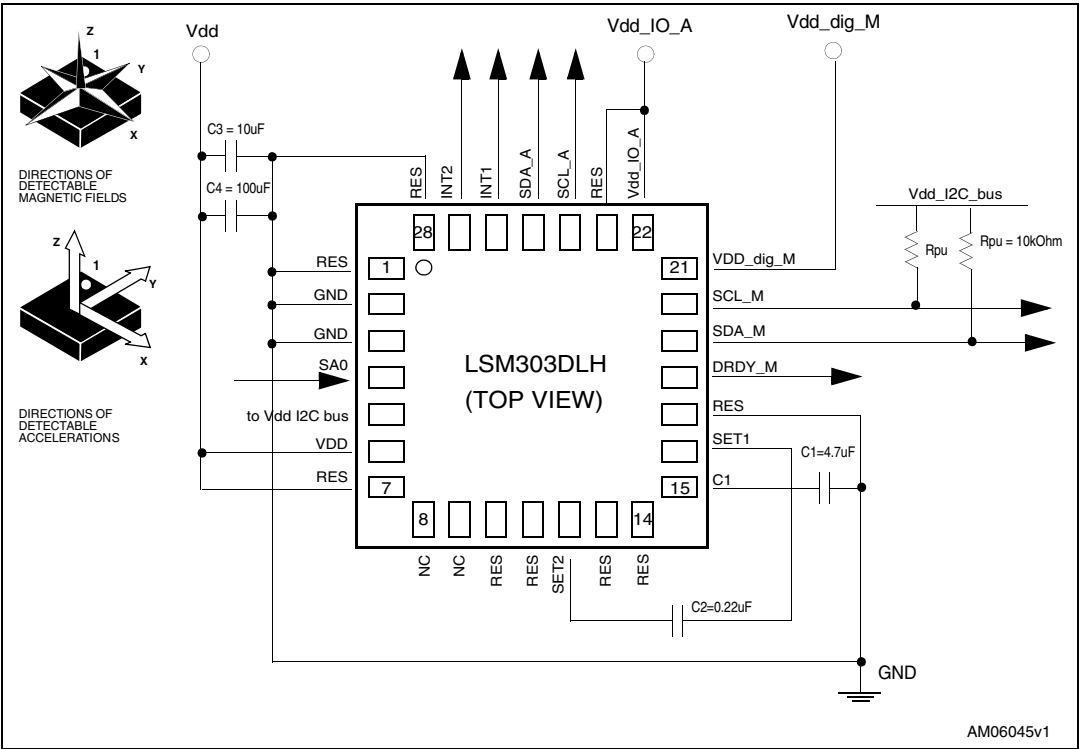 Vdd
Vdd_IO_A
Vdd_dig_M
Z
1
Y
X
DIRECTIONS OF
DETECTABLE
MAGNETIC FIELDS
C3 = 10uF
C4 = 100uF
RES
INT2
INT1
SDA_A
SCL_A
RES
Vdd_IO_A
28
22
Vdd_I2C_bus
Rpu
Rpu = 10kOhm
Z
1
Y
X
DIRECTIONS OF
DETECTABLE
ACCELERATIONS
RES
1
GND
GND
SA0
to Vdd I2C bus
VDD
RES
7
LSM303DLH
(TOP VIEW)
21
VDD_dig_M
SCL_M
SDA_M
DRDY_M
RES
SET1
C1=4.7uF
15
C1
8
14
NC
NC
RES
RES
SET2
RES
RES
C2=0.22uF
GND
AM06045v1